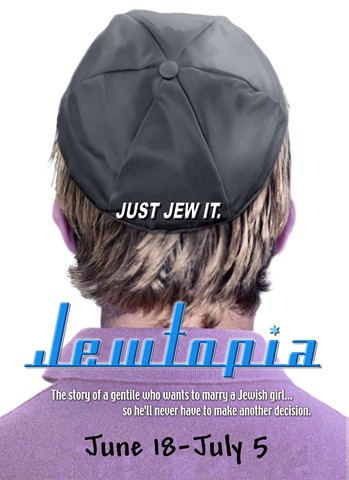 JUST JEW IT.
Jewtopia
The story of a gentile who wants to marry a Jewish girl...
so he'll never have to make another decision.
June 18-July 5